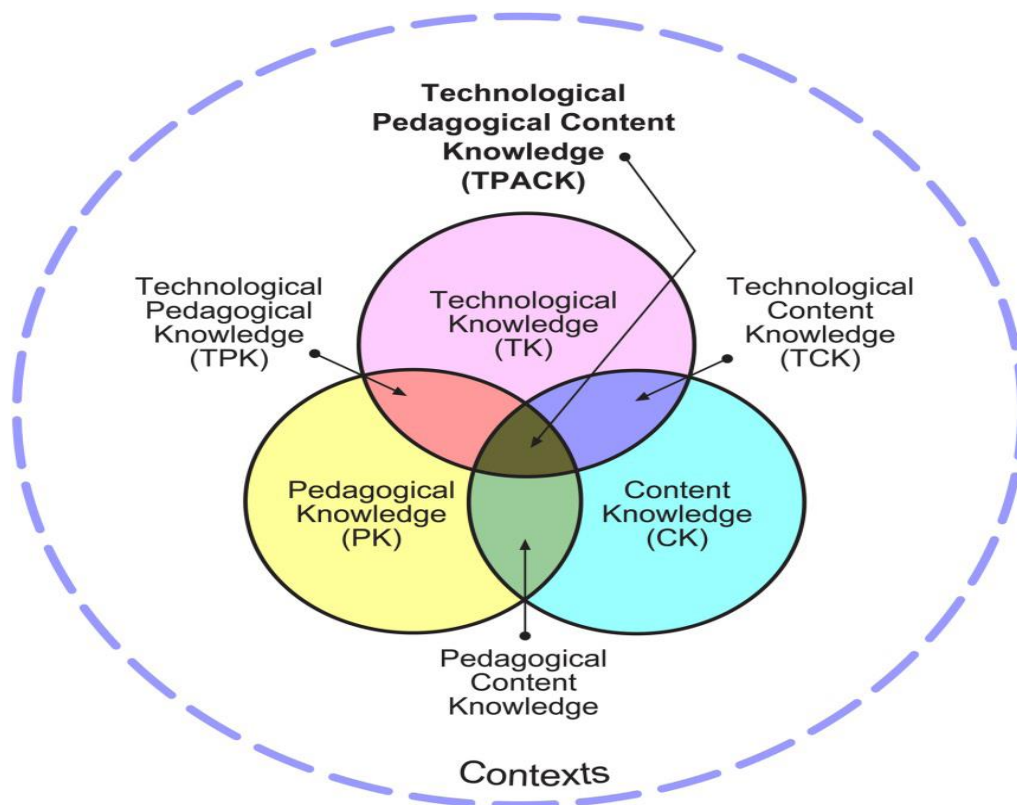 Technological
Pedagogical Content
Knowledge
(TPACK)
Technological
Pedagogical
Knowledge
(TPK)
Technological
Knowledge
(TK)
Technological
Content
Knowledge
(TCK)
Pedagogical
Knowledge
(PK)
Content
Knowledge
(CK)
Pedagogical
Content
Knowledge
Contexts